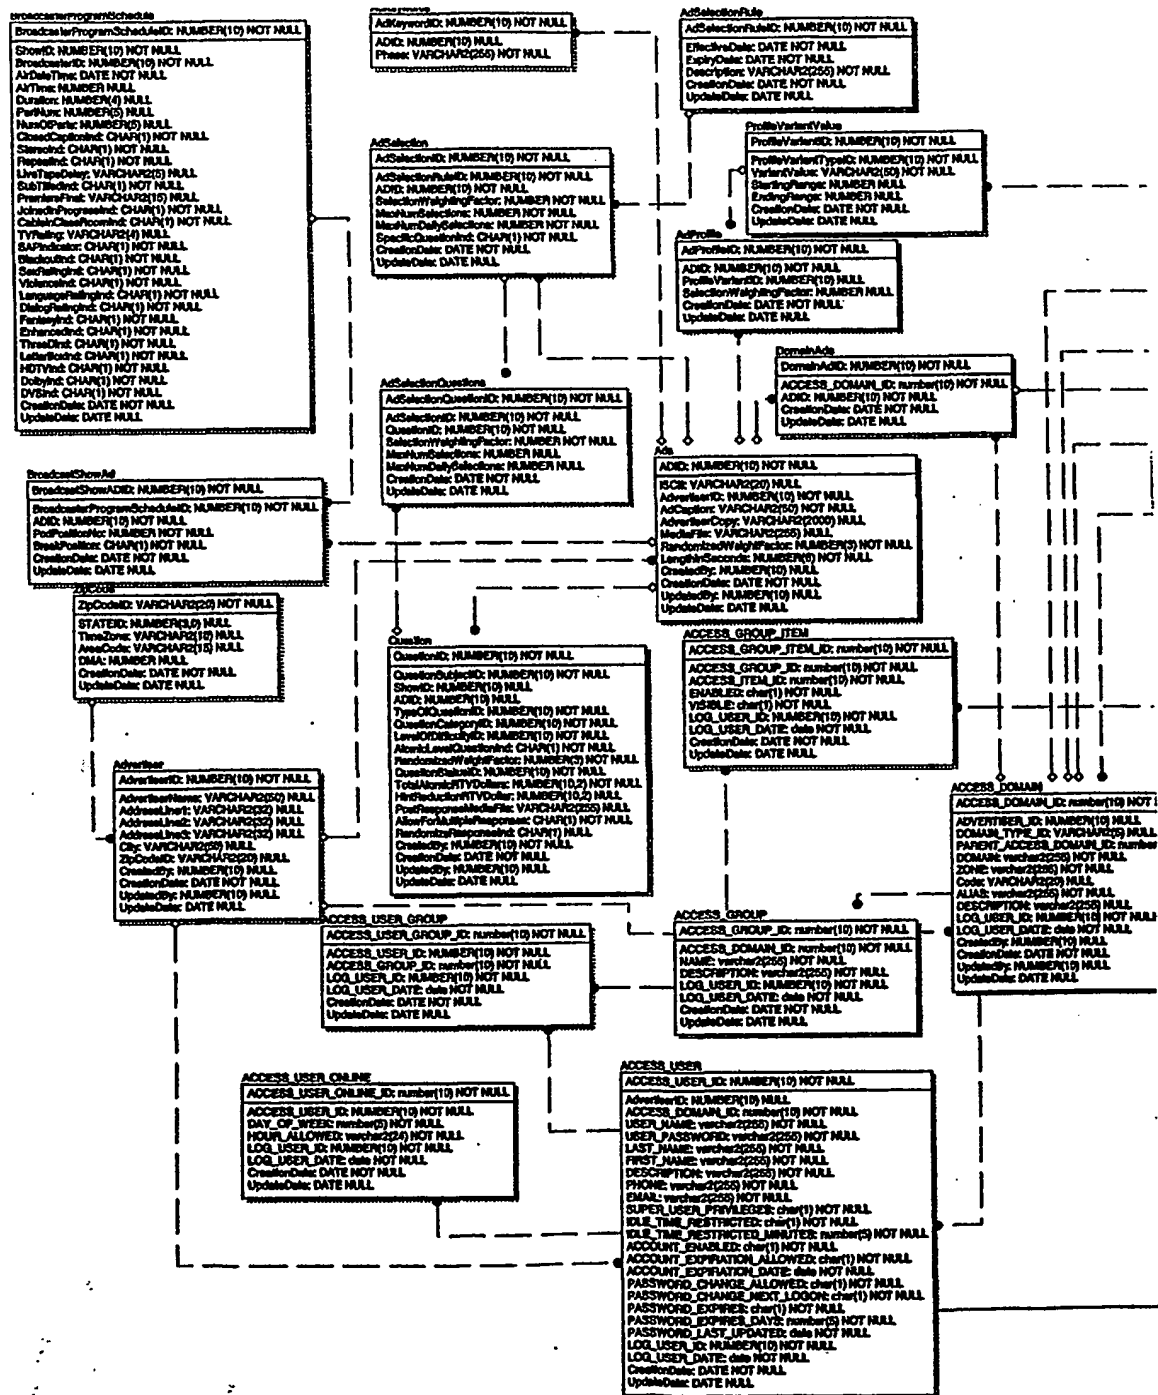 BroadcasterProgramSchedule
BroadcasterProgramScheduleID: NUMBER(10) NOT NULL
ShowID: NUMBER(10) NOT NULL
BroadcasterID: NUMBER(10) NOT NULL
AirDateTime: DATE NOT NULL
AirTime: NUMBER NULL
Duration: NUMBER(4) NULL
PartNum: NUMBER(5) NULL
NumOfParts: NUMBER(5) NULL
ClosedCaptionInd: CHAR(1) NOT NULL
StereoInd: CHAR(1) NOT NULL
RepeatInd: CHAR(1) NOT NULL
LiveTapeDelay: VARCHAR2(5) NULL
SubTitledInd: CHAR(1) NOT NULL
PremiereFinal: VARCHAR2(15) NULL
JoinedInProgressInd: CHAR(1) NOT NULL
CableInClassRoomInd: CHAR(1) NOT NULL
TVRating: VARCHAR2(4) NULL
SAPIndicator: CHAR(1) NOT NULL
BlackoutInd: CHAR(1) NOT NULL
SexRatingInd: CHAR(1) NOT NULL
ViolenceInd: CHAR(1) NOT NULL
LanguageRatingInd: CHAR(1) NOT NULL
DialogRatingInd: CHAR(1) NOT NULL
FantasyInd: CHAR(1) NOT NULL
EnhancedInd: CHAR(1) NOT NULL
ThreeDInd: CHAR(1) NOT NULL
LetterBoxInd: CHAR(1) NOT NULL
HDTVInd: CHAR(1) NOT NULL
DolbyInd: CHAR(1) NOT NULL
DVSInd: CHAR(1) NOT NULL
CreationDate: DATE NOT NULL
UpdateDate: DATE NULL
AdKeywordID: NUMBER(10) NOT NULL
ADID: NUMBER(10) NULL
Phase: VARCHAR2(255) NULL
AdSelectionRule
AdSelectionRuleID: NUMBER(10) NOT NULL
EffectiveDate: DATE NOT NULL
ExpiryDate: DATE NOT NULL
Description: VARCHAR2(255) NOT NULL
CreationDate: DATE NOT NULL
UpdateDate: DATE NULL
AdSelection
AdSelectionID: NUMBER(10) NOT NULL
AdSelectionRuleID: NUMBER(10) NOT NULL
ADID: NUMBER(10) NOT NULL
SelectionWeightingFactor: NUMBER NOT NULL
MaxNumSelections: NUMBER NOT NULL
MaxNumDailySelections: NUMBER NOT NULL
SpecificQuestionInd: CHAR(1) NOT NULL
CreationDate: DATE NOT NULL
UpdateDate: DATE NULL
ProfileVariantValue
ProfileVariantID: NUMBER(10) NOT NULL
ProfileVariantTypeID: NUMBER(10) NOT NULL
VariantValue: VARCHAR2(50) NOT NULL
StartingRange: NUMBER NULL
EndingRange: NUMBER NULL
CreationDate: DATE NOT NULL
UpdateDate: DATE NULL
AdProfile
AdProfileID: NUMBER(10) NOT NULL
ADID: NUMBER(10) NOT NULL
ProfileVariantID: NUMBER(10) NOT NULL
SelectionWeightingFactor: NUMBER NULL
CreationDate: DATE NOT NULL
UpdateDate: DATE NULL
DomainAds
DomainAdID: NUMBER(10) NOT NULL
ACCESS_DOMAIN_ID: number(10) NOT NULL
ADID: NUMBER(10) NOT NULL
CreationDate: DATE NOT NULL
UpdateDate: DATE NULL
AdSelectionQuestions
AdSelectionQuestionID: NUMBER(10) NOT NULL
AdSelectionID: NUMBER(10) NOT NULL
QuestionID: NUMBER(10) NOT NULL
SelectionWeightingFactor: NUMBER NOT NULL
MaxNumSelections: NUMBER NULL
MaxNumDailySelections: NUMBER NULL
CreationDate: DATE NOT NULL
UpdateDate: DATE NULL
Ads
ADID: NUMBER(10) NOT NULL
ISCII: VARCHAR2(20) NULL
AdvertiserID: NUMBER(10) NOT NULL
AdCaption: VARCHAR2(50) NOT NULL
AdvertiserCopy: VARCHAR2(2000) NULL
MediaFile: VARCHAR2(255) NULL
RandomizedWeightFactor: NUMBER(3) NOT NULL
LengthInSeconds: NUMBER(6) NOT NULL
CreatedBy: NUMBER(10) NULL
CreationDate: DATE NOT NULL
UpdatedBy: NUMBER(10) NULL
UpdateDate: DATE NULL
BroadcastShowAd
BroadcastShowADID: NUMBER(10) NOT NULL
BroadcasterProgramScheduleID: NUMBER(10) NOT NULL
ADID: NUMBER(10) NOT NULL
PodPositionNo: NUMBER NOT NULL
BreakPosition: CHAR(1) NOT NULL
CreationDate: DATE NOT NULL
UpdateDate: DATE NULL
ZipCode
ZipCodeID: VARCHAR2(20) NOT NULL
STATEID: NUMBER(3,0) NULL
TimeZone: VARCHAR2(10) NULL
AreaCode: VARCHAR2(15) NULL
DMA: NUMBER NULL
CreationDate: DATE NOT NULL
UpdateDate: DATE NULL
Question
QuestionID: NUMBER(10) NOT NULL
QuestionSubjectID: NUMBER(10) NOT NULL
ShowID: NUMBER(10) NULL
ADID: NUMBER(10) NULL
TypeOfQuestionID: NUMBER(10) NOT NULL
QuestionCategoryID: NUMBER(10) NOT NULL
LevelOfDifficultyID: NUMBER(10) NOT NULL
AtomicLevelQuestionInd: CHAR(1) NOT NULL
RandomizedWeightFactor: NUMBER(3) NOT NULL
QuestionStatusID: NUMBER(10) NOT NULL
TotalAtomicRTVDollars: NUMBER(10,2) NOT NULL
HintReductionRTVDollar: NUMBER(10,2) NULL
PostResponseMediaFile: VARCHAR2(255) NULL
AllowForMultipleResponses: CHAR(1) NOT NULL
RandomizeResponseInd: CHAR(1) NULL
CreatedBy: NUMBER(10) NOT NULL
CreationDate: DATE NOT NULL
UpdatedBy: NUMBER(10) NULL
UpdateDate: DATE NULL
ACCESS_GROUP_ITEM
ACCESS_GROUP_ITEM_ID: number(10) NOT NULL
ACCESS_GROUP_ID: number(10) NOT NULL
ACCESS_ITEM_ID: number(10) NOT NULL
ENABLED: char(1) NOT NULL
VISIBLE: char(1) NOT NULL
LOG_USER_ID: NUMBER(10) NOT NULL
LOG_USER_DATE: date NOT NULL
CreationDate: DATE NOT NULL
UpdateDate: DATE NULL
Advertiser
AdvertiserID: NUMBER(10) NOT NULL
AdvertiserName: VARCHAR2(50) NULL
AddressLine1: VARCHAR2(32) NULL
AddressLine2: VARCHAR2(32) NULL
AddressLine3: VARCHAR2(32) NULL
City: VARCHAR2(50) NULL
ZipCodeID: VARCHAR2(20) NULL
CreatedBy: NUMBER(10) NULL
CreationDate: DATE NOT NULL
UpdatedBy: NUMBER(10) NULL
UpdateDate: DATE NULL
ACCESS_DOMAIN
ACCESS_DOMAIN_ID: number(10) NOT
ADVERTISER_ID: NUMBER(10) NULL
DOMAIN_TYPE_ID: VARCHAR2(5) NULL
PARENT_ACCESS_DOMAIN_ID: number
DOMAIN: varchar2(255) NULL
ZONE: varchar2(255) NOT NULL
Code: VARCHAR2(20) NULL
ALIAS: varchar2(255) NOT NULL
DESCRIPTION: varchar2(255) NULL
LOG_USER_ID: NUMBER(10) NOT NULL
LOG_USER_DATE: date NOT NULL
CreatedBy: NUMBER(10) NULL
CreationDate: DATE NOT NULL
UpdatedBy: NUMBER(10) NULL
UpdateDate: DATE NULL
ACCESS_USER_GROUP
ACCESS_USER_GROUP_ID: number(10) NOT NULL
ACCESS_USER_ID: NUMBER(10) NOT NULL
ACCESS_GROUP_ID: number(10) NOT NULL
LOG_USER_ID: NUMBER(10) NOT NULL
LOG_USER_DATE: date NOT NULL
CreationDate: DATE NOT NULL
UpdateDate: DATE NULL
ACCESS_GROUP
ACCESS_GROUP_ID: number(10) NOT NULL
ACCESS_DOMAIN_ID: number(10) NOT NULL
NAME: varchar2(255) NOT NULL
DESCRIPTION: varchar2(255) NOT NULL
LOG_USER_ID: NUMBER(10) NOT NULL
LOG_USER_DATE: date NOT NULL
CreationDate: DATE NOT NULL
UpdateDate: DATE NULL
ACCESS_USER_ONLINE
ACCESS_USER_ONLINE_ID: number(10) NOT NULL
ACCESS_USER_ID: NUMBER(10) NOT NULL
DAY_OF_WEEK: number(5) NOT NULL
HOUR_ALLOWED: varchar2(24) NOT NULL
LOG_USER_ID: NUMBER(10) NOT NULL
LOG_USER_DATE: date NOT NULL
CreationDate: DATE NOT NULL
UpdateDate: DATE NULL
ACCESS_USER
ACCESS_USER_ID: NUMBER(10) NOT NULL
AdvertiserID: NUMBER(10) NULL
ACCESS_DOMAIN_ID: number(10) NOT NULL
USER_NAME: varchar2(255) NOT NULL
USER_PASSWORD: varchar2(255) NOT NULL
LAST_NAME: varchar2(255) NOT NULL
FIRST_NAME: varchar2(255) NOT NULL
DESCRIPTION: varchar2(255) NOT NULL
PHONE: varchar2(255) NOT NULL
EMAIL: varchar2(255) NOT NULL
SUPER_USER_PRIVILEGES: char(1) NOT NULL
IDLE_TIME_RESTRICTED: char(1) NOT NULL
IDLE_TIME_RESTRICTED_MINUTES: number(5) NOT NULL
ACCOUNT_ENABLED: char(1) NOT NULL
ACCOUNT_EXPIRATION_ALLOWED: char(1) NOT NULL
ACCOUNT_EXPIRATION_DATE: date NOT NULL
PASSWORD_CHANGE_ALLOWED: char(1) NOT NULL
PASSWORD_CHANGE_NEXT_LOGON: char(1) NOT NULL
PASSWORD_EXPIRES: char(1) NOT NULL
PASSWORD_EXPIRES_DAYS: number(5) NOT NULL
PASSWORD_LAST_UPDATED: date NOT NULL
LOG_USER_ID: NUMBER(10) NOT NULL
LOG_USER_DATE: date NOT NULL
CreationDate: DATE NOT NULL
UpdateDate: DATE NULL